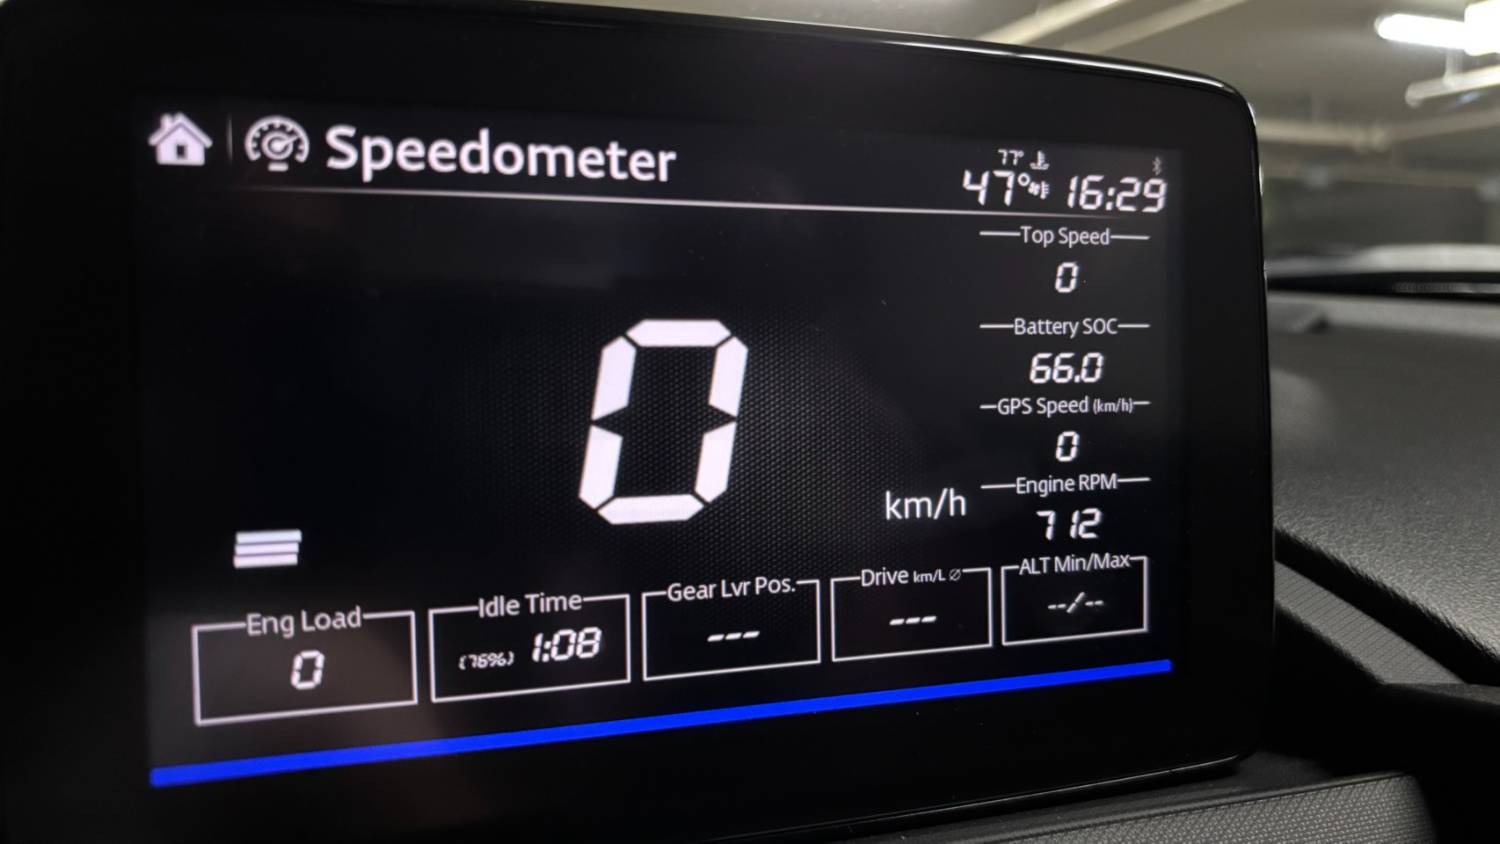 Speedometer
77°
47° 16:29
Top Speed
0
Battery SOC
66.0
GPS Speed (km/h)
0
Engine RPM
712
0
km/h
Eng Load
0
Idle Time
(76%) 1:08
Gear Lvr Pos.
---
Drive km/L ∅
---
ALT Min/Max
--/--